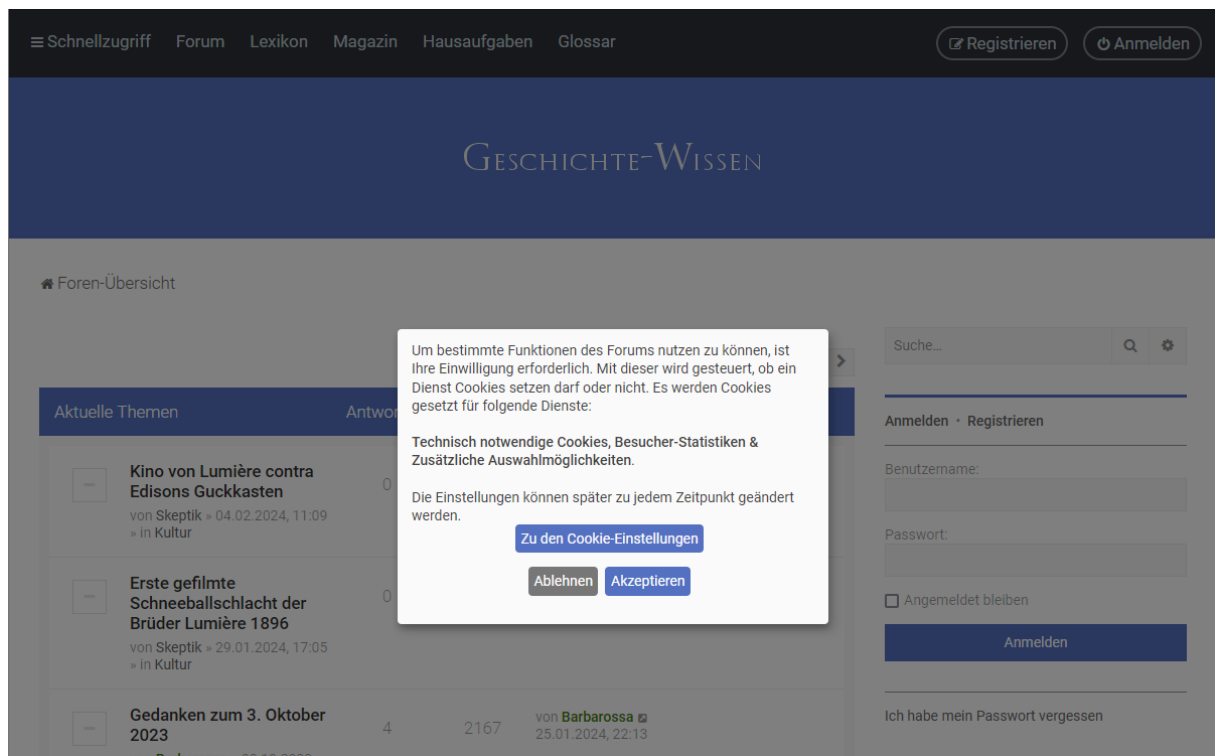 Schnellzugriff Forum Lexikon Magazin Hausaufgaben Glossar Registrieren Anmelden
Geschichte-Wissen
Foren-Übersicht
Suche...
Um bestimmte Funktionen des Forums nutzen zu können, ist
Ihre Einwilligung erforderlich. Mit dieser wird gesteuert, ob ein
Dienst Cookies setzen darf oder nicht. Es werden Cookies
gesetzt für folgende Dienste:
Technisch notwendige Cookies, Besucher-Statistiken &
Zusätzliche Auswahlmöglichkeiten.
Die Einstellungen können später zu jedem Zeitpunkt geändert
werden.
Zu den Cookie-Einstellungen
Ablehnen Akzeptieren
Aktuelle Themen
Kino von Lumière contra
Edisons Guckkasten
0
von Skeptik » 04.02.2024, 11:09
» in Kultur
Erste gefilmte
Schneeballschlacht der
Brüder Lumière 1896
0
von Skeptik » 29.01.2024, 17:05
» in Kultur
Gedanken zum 3. Oktober
2023
4 2167 von Barbarossa
25.01.2024, 22:13
Anmelden • Registrieren
Benutzername:
Passwort:
Angemeldet bleiben
Anmelden
Ich habe mein Passwort vergessen